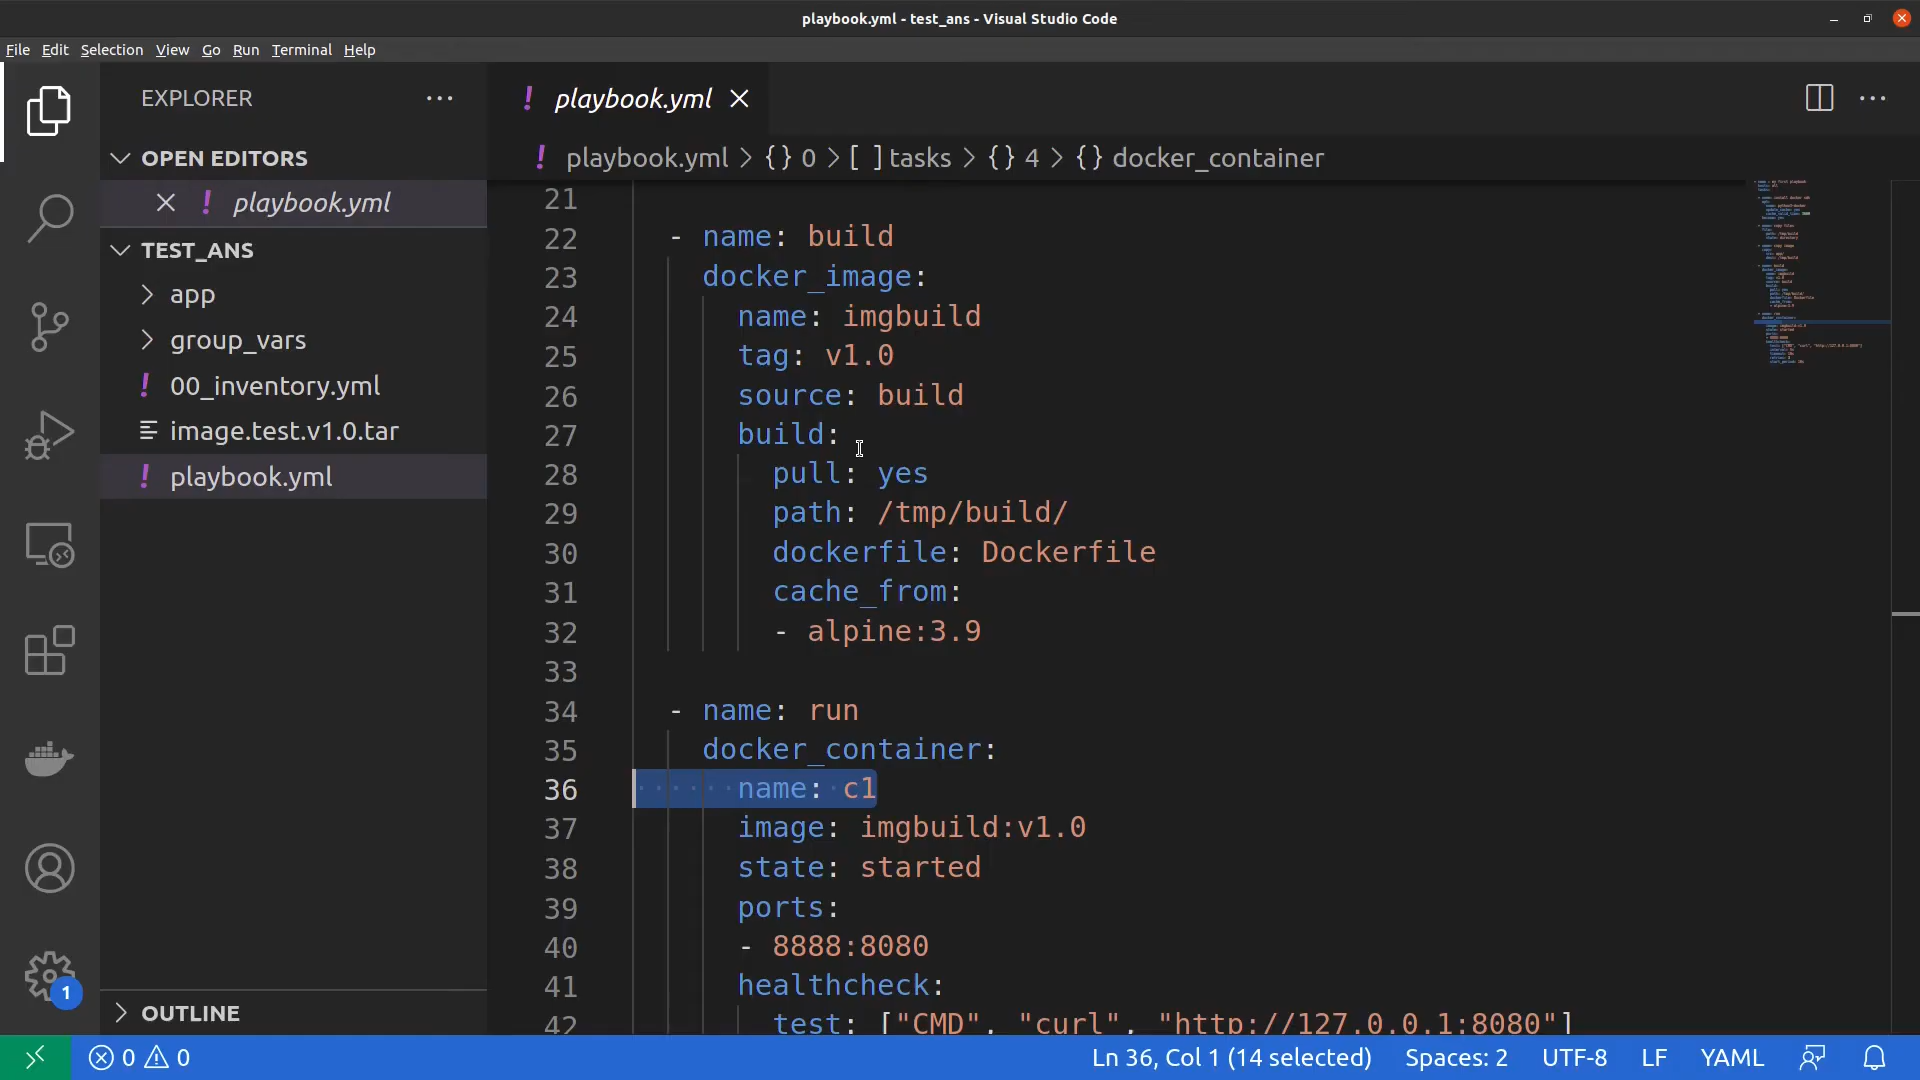 playbook.yml - test_ans - Visual Studio Code
File Edit Selection View Go Run Terminal Help
EXPLORER
OPEN EDITORS
playbook.yml
TEST_ANS
app
group_vars
00_inventory.yml
image.test.v1.0.tar
playbook.yml
OUTLINE
playbook.yml
playbook.yml > {} 0 > [ ] tasks > {} 4 > {} docker_container
21
22 - name: build
23 docker_image:
24 name: imgbuild
25 tag: v1.0
26 source: build
27 build:
28 pull: yes
29 path: /tmp/build/
30 dockerfile: Dockerfile
31 cache_from:
32 - alpine:3.9
33
34 - name: run
35 docker_container:
36 name: c1
37 image: imgbuild:v1.0
38 state: started
39 ports:
40 - 8888:8080
41 healthcheck:
42 test: ["CMD", "curl", "http://127.0.0.1:8080"]
1
0 0 Ln 36, Col 1 (14 selected) Spaces: 2 UTF-8 LF YAML